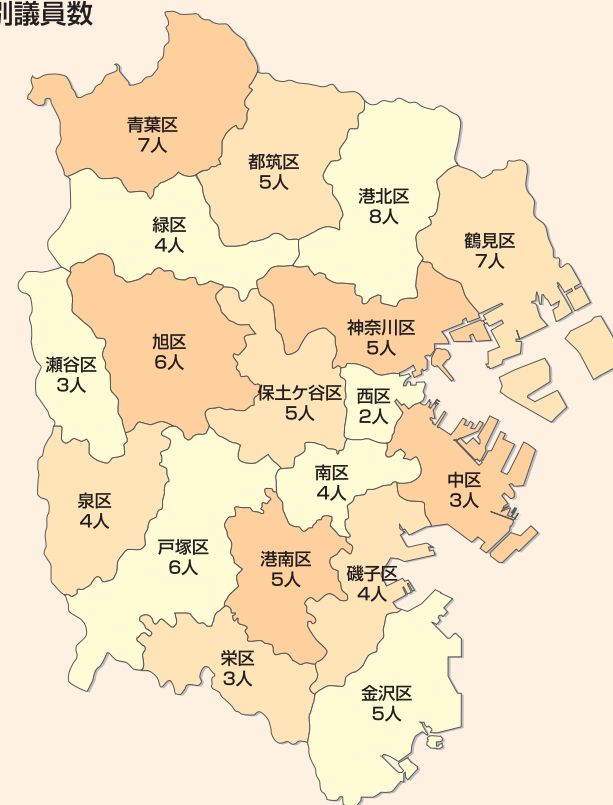 別議員数
青葉区
7人
都筑区
5人
港北区
8人
緑区
4人
鶴見区
7人
旭区
6人
神奈川区
5人
瀬谷区
3人
保土ケ谷区
5人
西区
2人
南区
4人
中区
3人
泉区
4人
戸塚区
6人
港南区
5人
磯子区
4人
栄区
3人
金沢区
5人